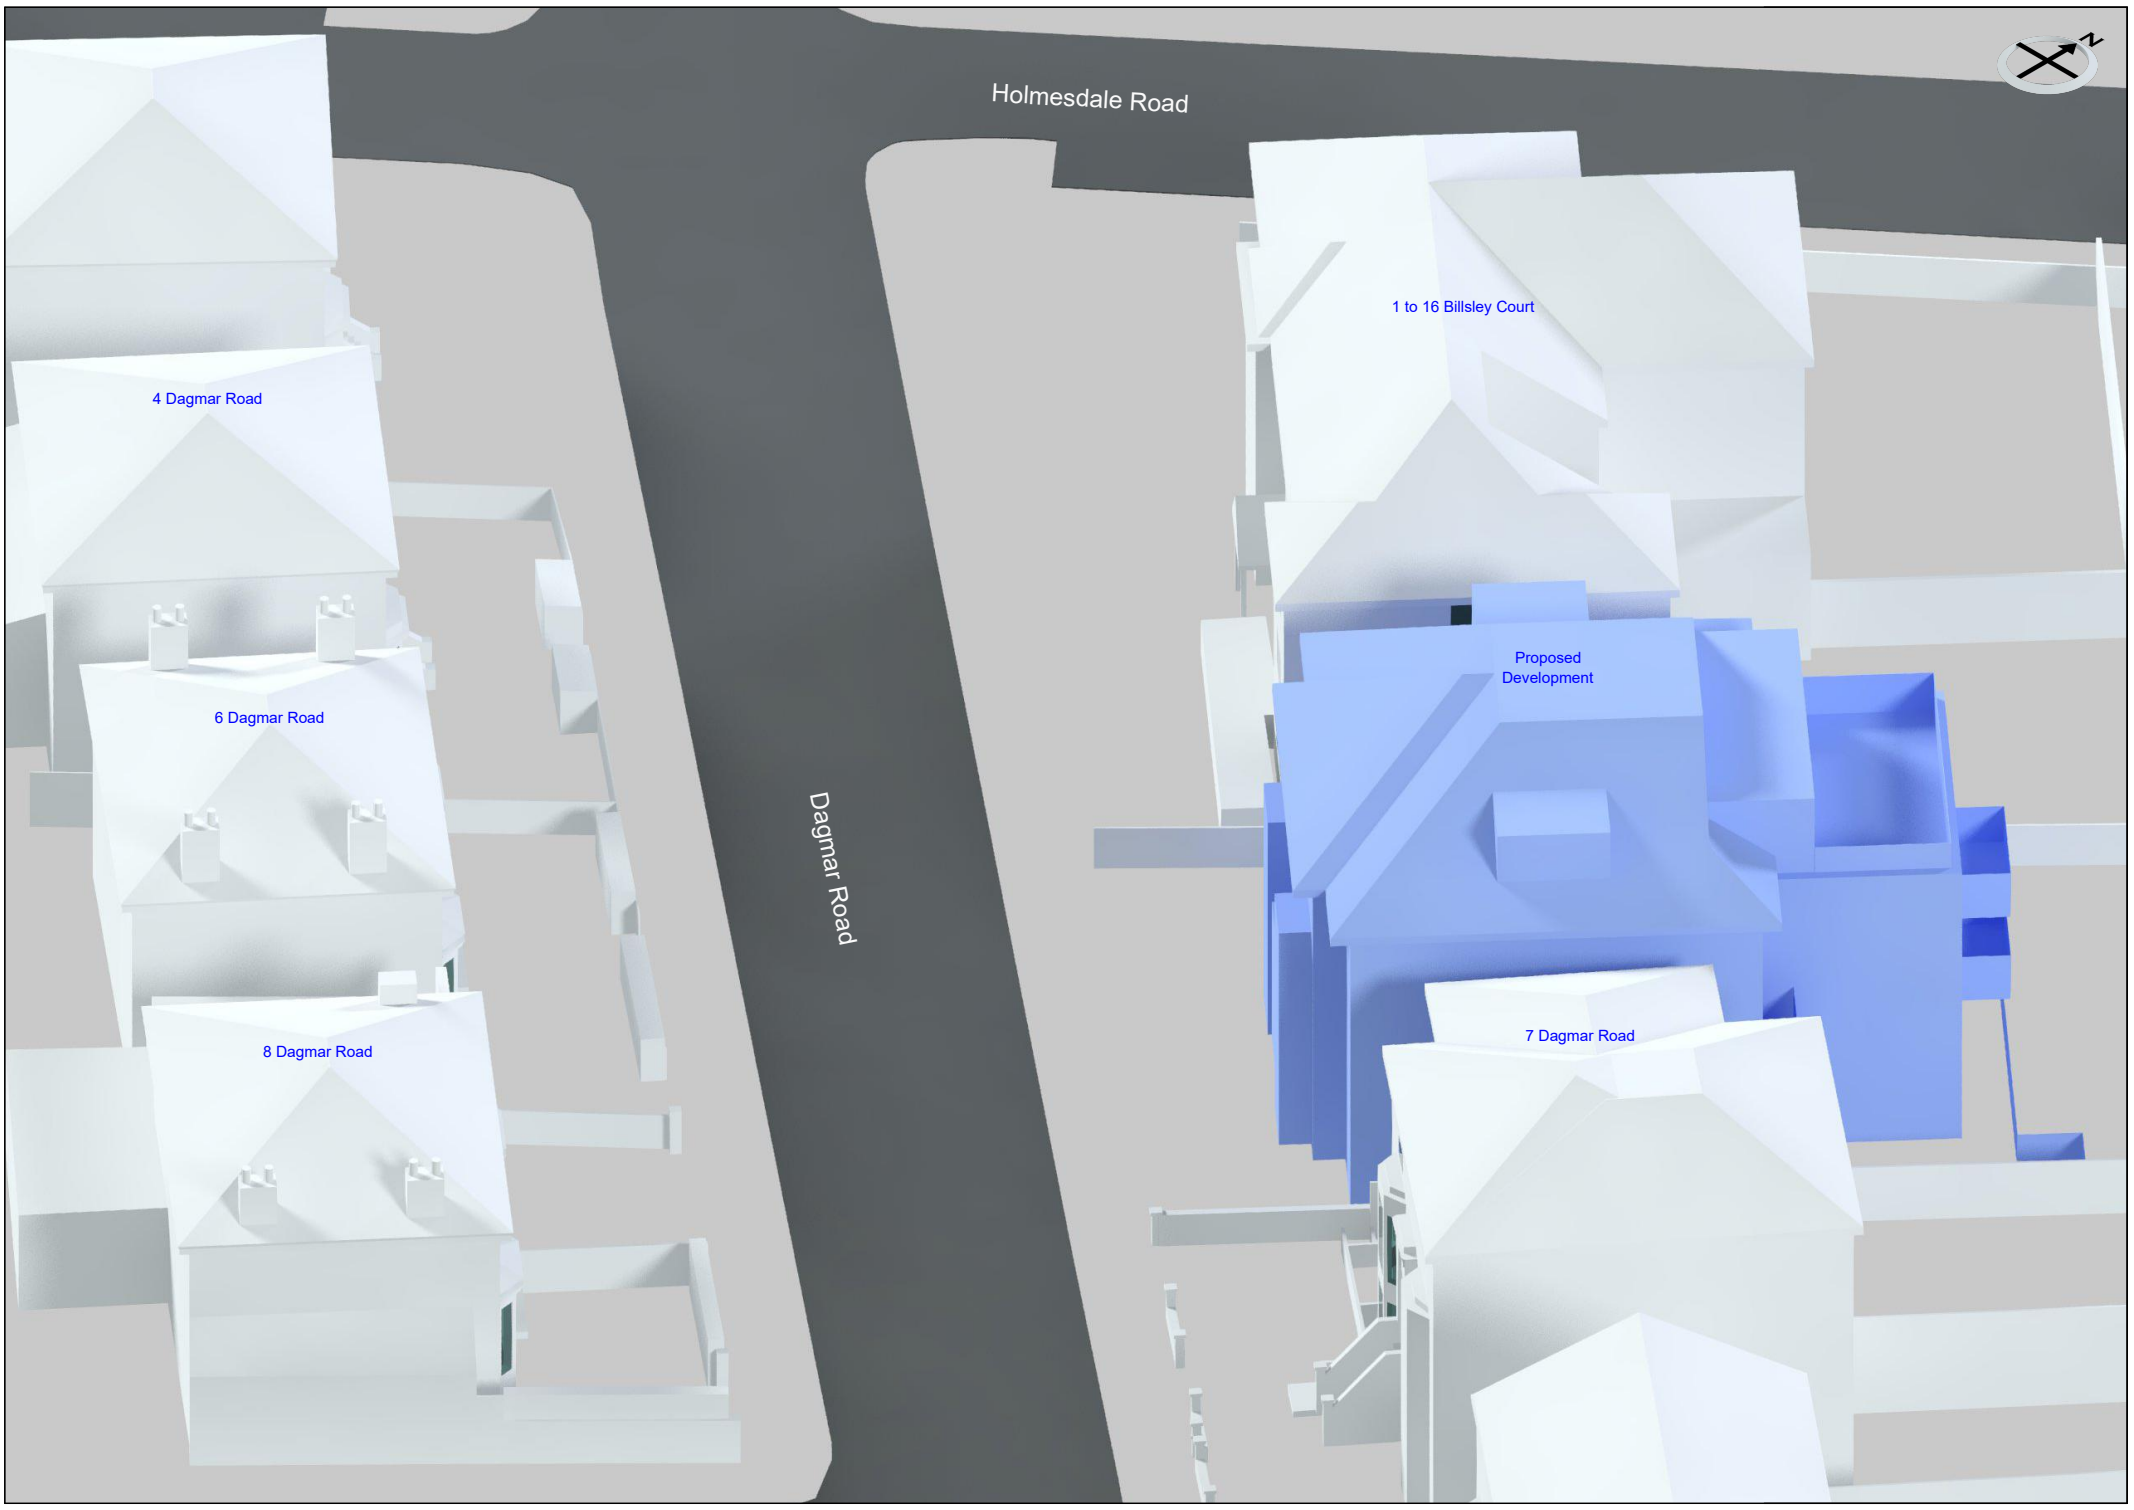 N
Holmesdale Road
1 to 16 Billsley Court
4 Dagmar Road
Proposed
Development
6 Dagmar Road
Dagmar Road
7 Dagmar Road
8 Dagmar Road